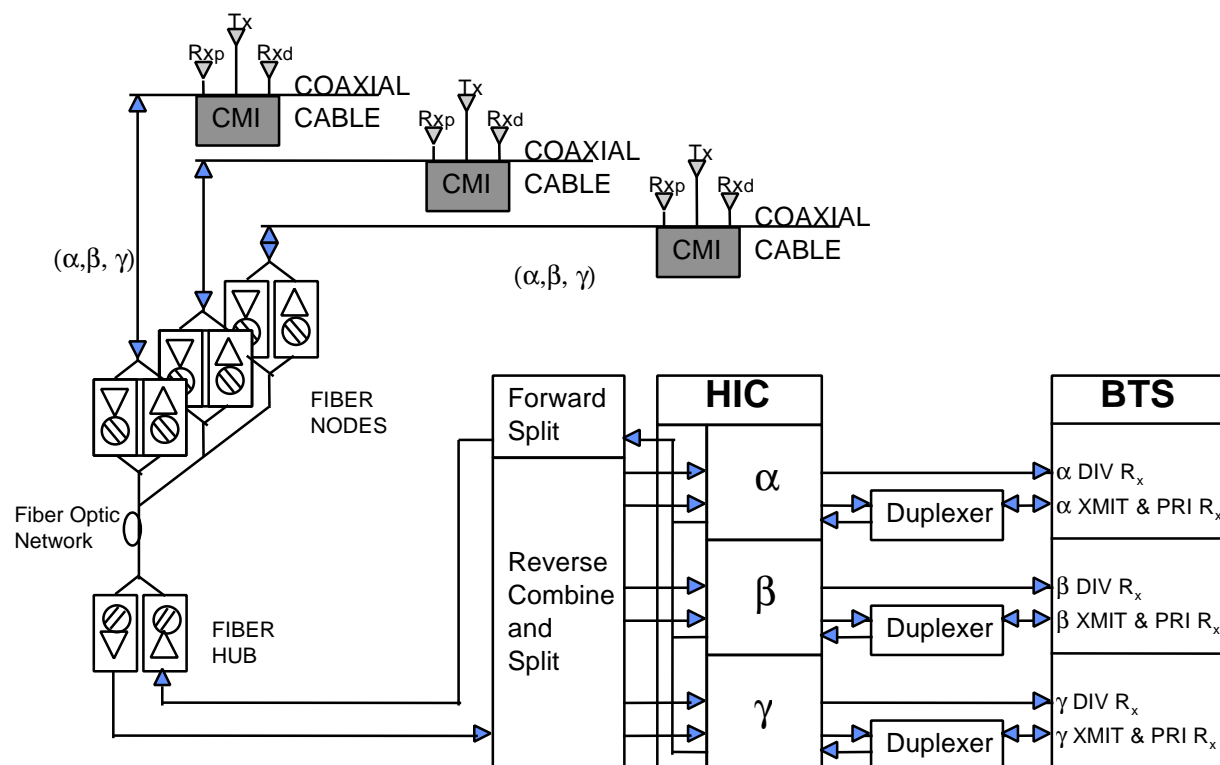 Tx
Rxp Rxd
COAXIAL
CMI CABLE
Tx
Rxp Rxd
COAXIAL
CMI CABLE
Tx
Rxp Rxd
COAXIAL
CMI CABLE
(α,β, γ)
(α,β, γ)
FIBER
NODES
Fiber Optic
Network
FIBER
HUB
Forward
Split
Reverse
Combine
and
Split
HIC
α
β
γ
Duplexer
Duplexer
Duplexer
BTS
α DIV Rx
α XMIT & PRI Rx
β DIV Rx
β XMIT & PRI Rx
γ DIV Rx
γ XMIT & PRI Rx